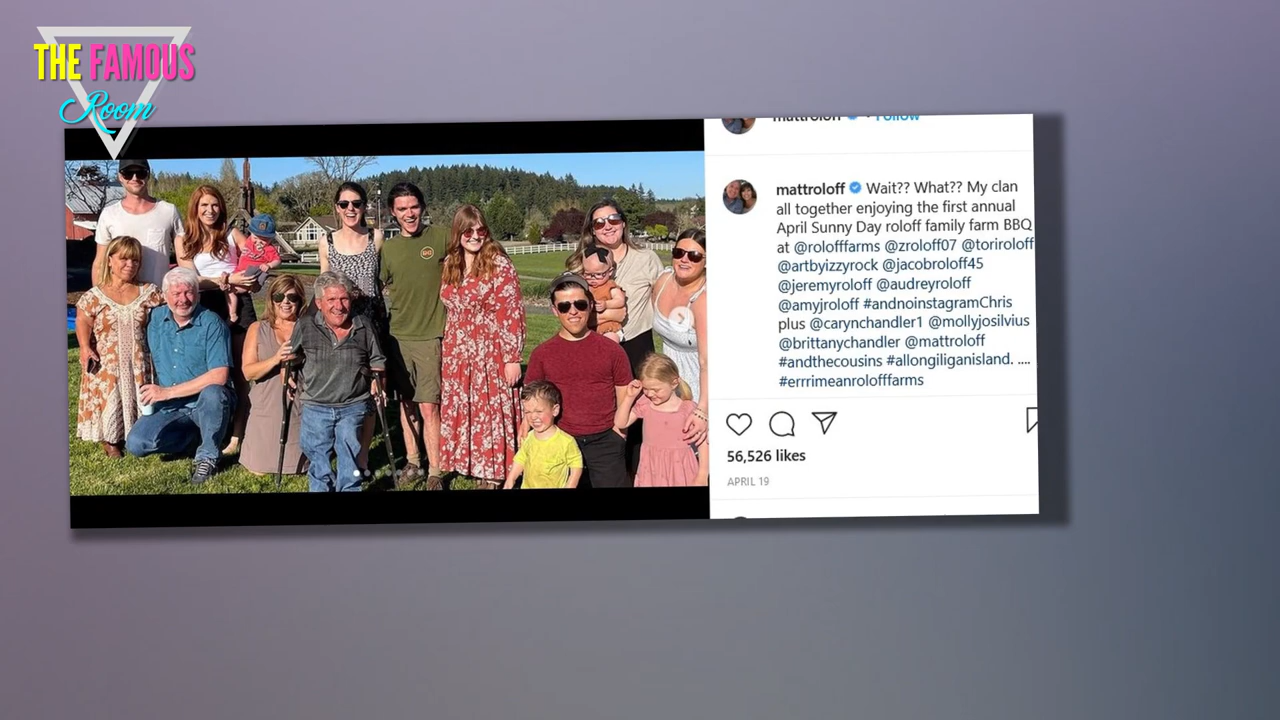 THE FAMOUS
Room
mattroloff • Follow
mattroloff Wait?? What?? My clan
all together enjoying the first annual
April Sunny Day roloff family farm BBQ
at @rolofffarms @zroloff07 @toriroloff
@artbyizzyrock @jacobroloff45
@jeremyroloff @audreyroloff
@amyjroloff #andnoinstagramChris
plus @carynchandler1 @mollyjosilvius
@brittanychandler @mattroloff
#andthecousins #allongiliganisland. ....
#errrimeanrolofffarms
56,526 likes
APRIL 19